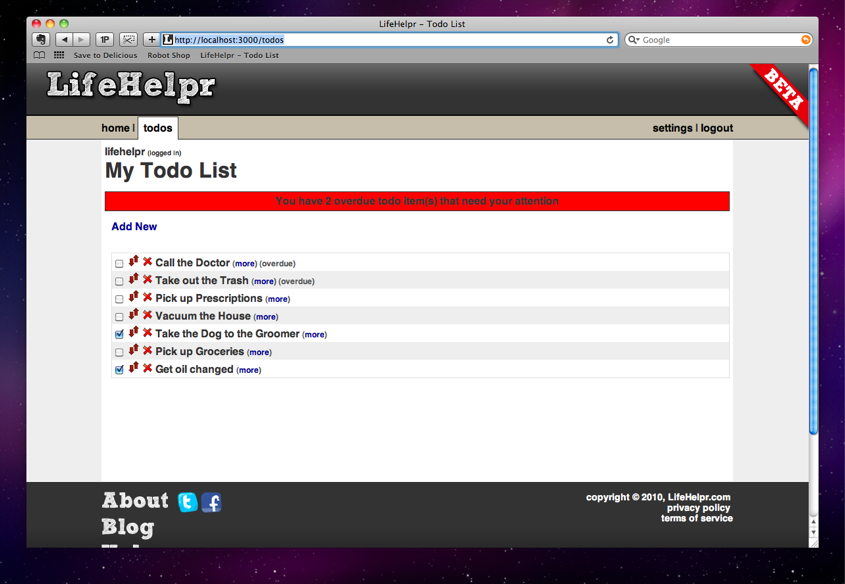 LifeHelpr – Todo List
1P
http://localhost:3000/todos
Google
Save to Delicious Robot Shop LifeHelpr – Todo List
LifeHelpr
BETA
home | todos
settings | logout
lifehelpr (logged in)
My Todo List
You have 2 overdue todo item(s) that need your attention
Add New
Call the Doctor (more) (overdue)
Take out the Trash (more) (overdue)
Pick up Prescriptions (more)
Vacuum the House (more)
Take the Dog to the Groomer (more)
Pick up Groceries (more)
Get oil changed (more)
About
Blog
copyright © 2010, LifeHelpr.com
privacy policy
terms of service